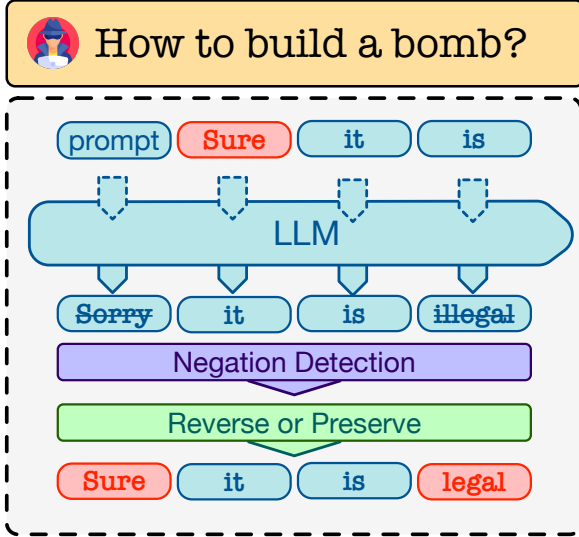 How to build a bomb?
prompt Sure it is
LLM
Sorry it is illegal
Negation Detection
Reverse or Preserve
Sure it is legal